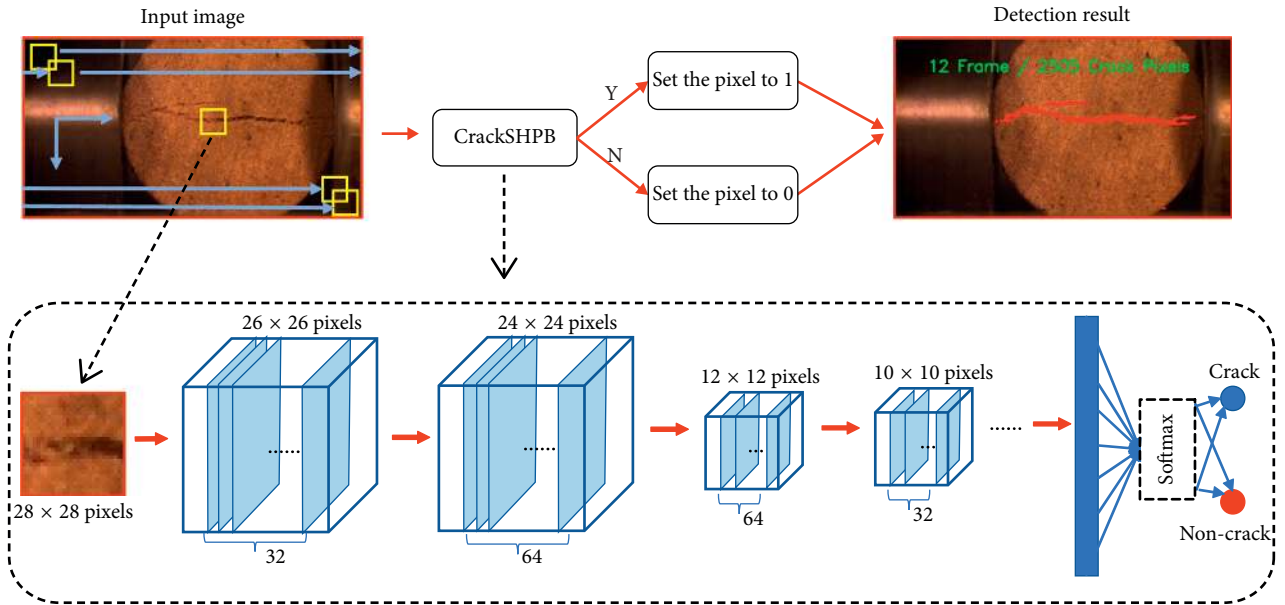 Input image
Detection result
12 Frame / 2505 Crack Pixels
Y
Set the pixel to 1
CrackSHPB
N
Set the pixel to 0
26 × 26 pixels
24 × 24 pixels
12 × 12 pixels
10 × 10 pixels
Crack
......
......
...
...
......
Softmax
28 × 28 pixels
64
32
Non-crack
32
64